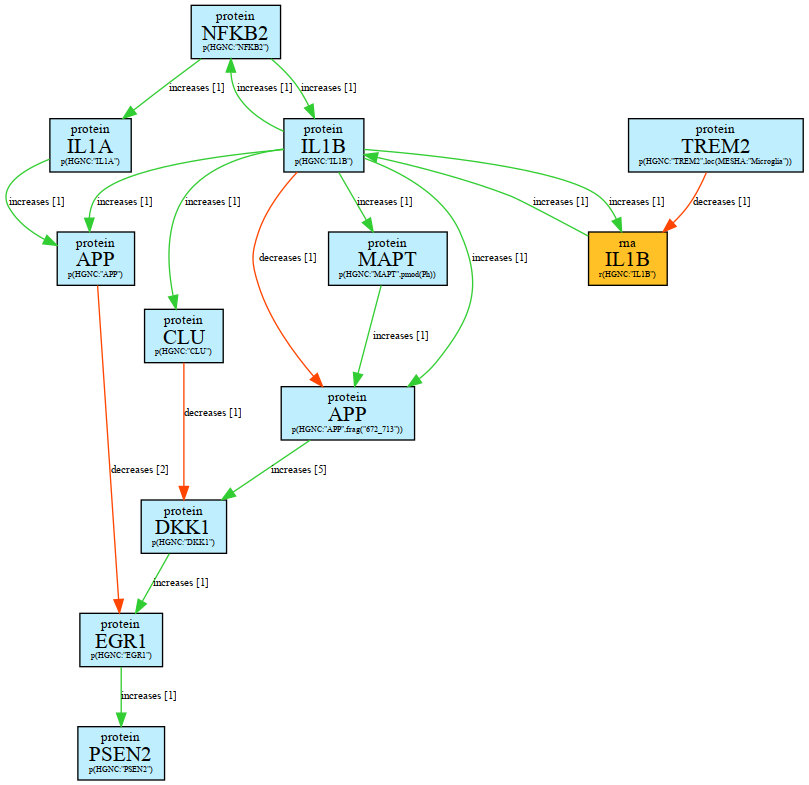 protein
NFKB2
p(HGNC:"NFKB2")
increases [1]
increases [1]
increases [1]
protein
IL1A
p(HGNC:"IL1A")
protein
IL1B
p(HGNC:"IL1B")
protein
TREM2
p(HGNC:"TREM2",loc(MESHA:"Microglia"))
increases [1]
increases [1]
increases [1]
increases [1]
increases [1]
increases [1]
decreases [1]
protein
APP
p(HGNC:"APP")
decreases [1]
protein
MAPT
p(HGNC:"MAPT",pmod(Ph))
increases [1]
rna
IL1B
r(HGNC:"IL1B")
protein
CLU
p(HGNC:"CLU")
increases [1]
protein
APP
p(HGNC:"APP",frag("672_713"))
decreases [1]
decreases [2]
increases [5]
protein
DKK1
p(HGNC:"DKK1")
increases [1]
protein
EGR1
p(HGNC:"EGR1")
increases [1]
protein
PSEN2
p(HGNC:"PSEN2")